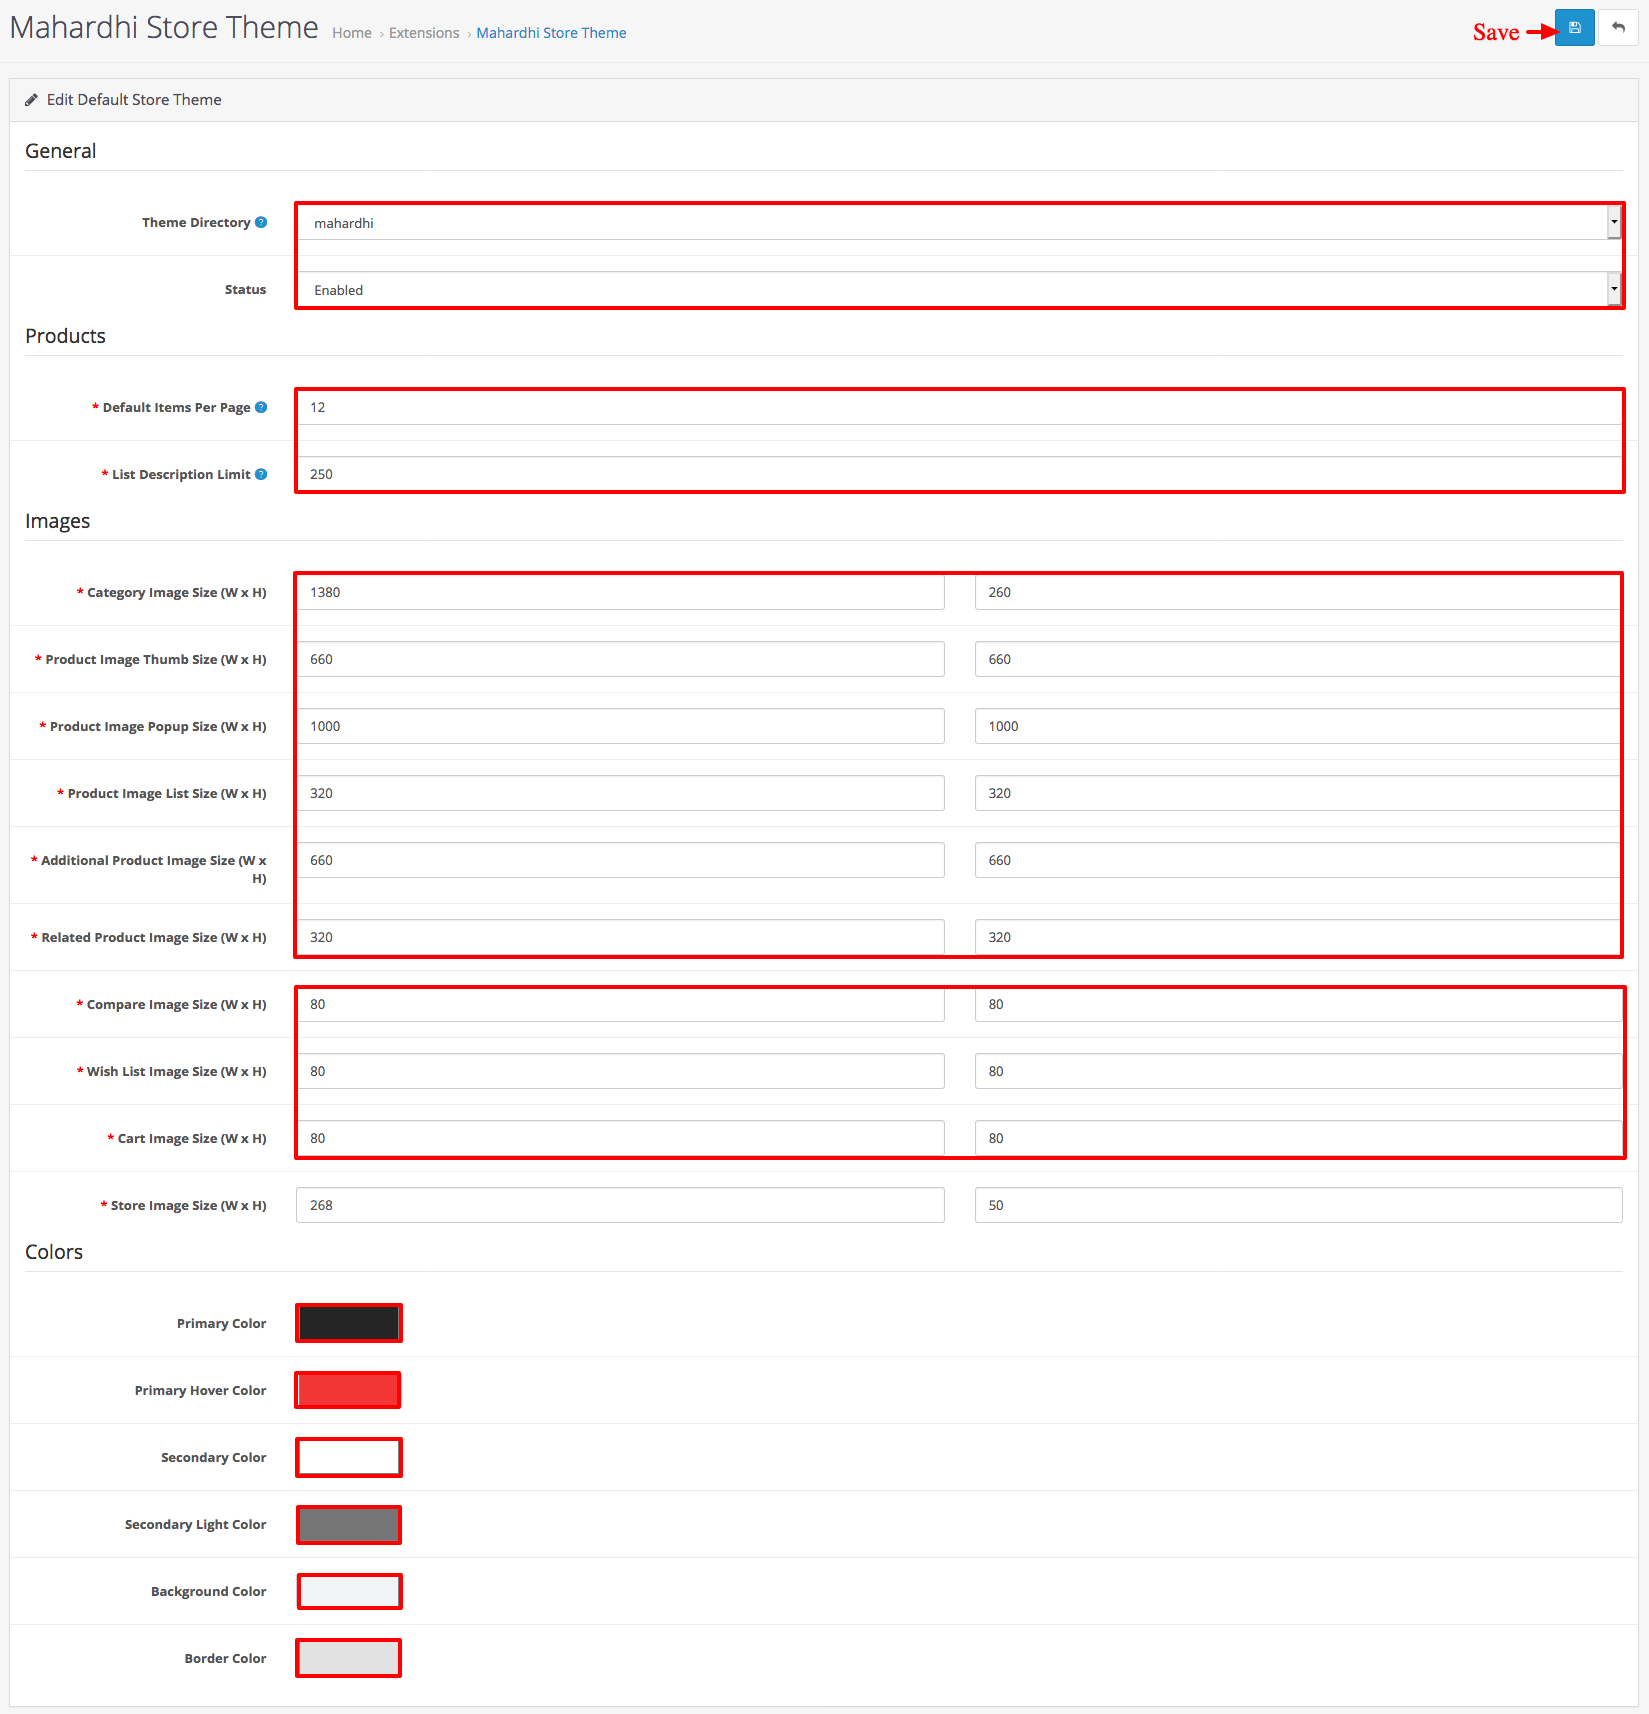 Mahardhi Store Theme Home › Extensions › Mahardhi Store Theme Save
Edit Default Store Theme
General
Theme Directory ? mahardhi
Status Enabled
Products
* Default Items Per Page ? 12
* List Description Limit ? 250
Images
* Category Image Size (W x H) 1380 260
* Product Image Thumb Size (W x H) 660 660
* Product Image Popup Size (W x H) 1000 1000
* Product Image List Size (W x H) 320 320
* Additional Product Image Size (W x 660 660
H)
* Related Product Image Size (W x H) 320 320
* Compare Image Size (W x H) 80 80
* Wish List Image Size (W x H) 80 80
* Cart Image Size (W x H) 80 80
* Store Image Size (W x H) 268 50
Colors
Primary Color
Primary Hover Color
Secondary Color
Secondary Light Color
Background Color
Border Color